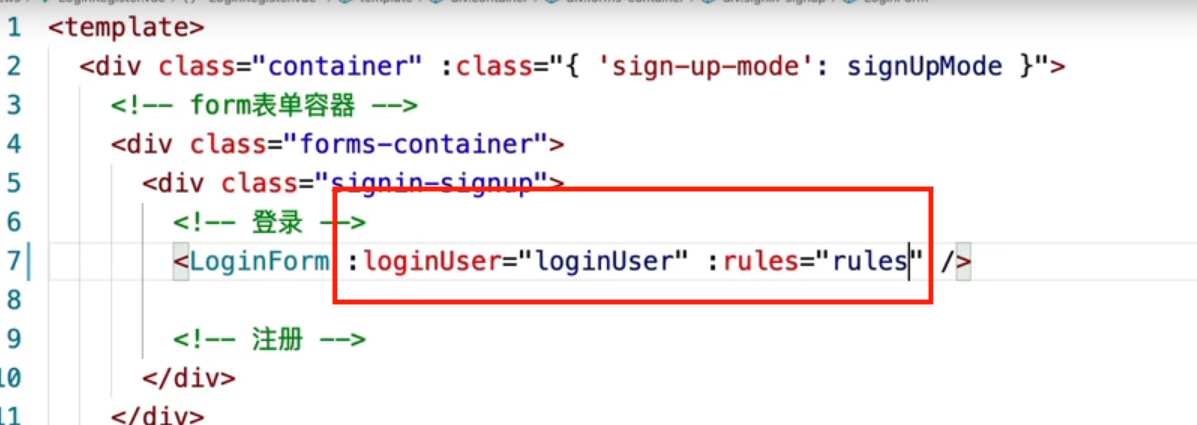 1 <template>
2 <div class="container" :class="{ 'sign-up-mode': signUpMode }">
3 <!-- form表单容器 -->
4 <div class="forms-container">
5 <div class="signin-signup">
6 <!-- 登录 -->
7 <LoginForm :loginUser="loginUser" :rules="rules" />
8
9 <!-- 注册 -->
10 </div>
11 </div>